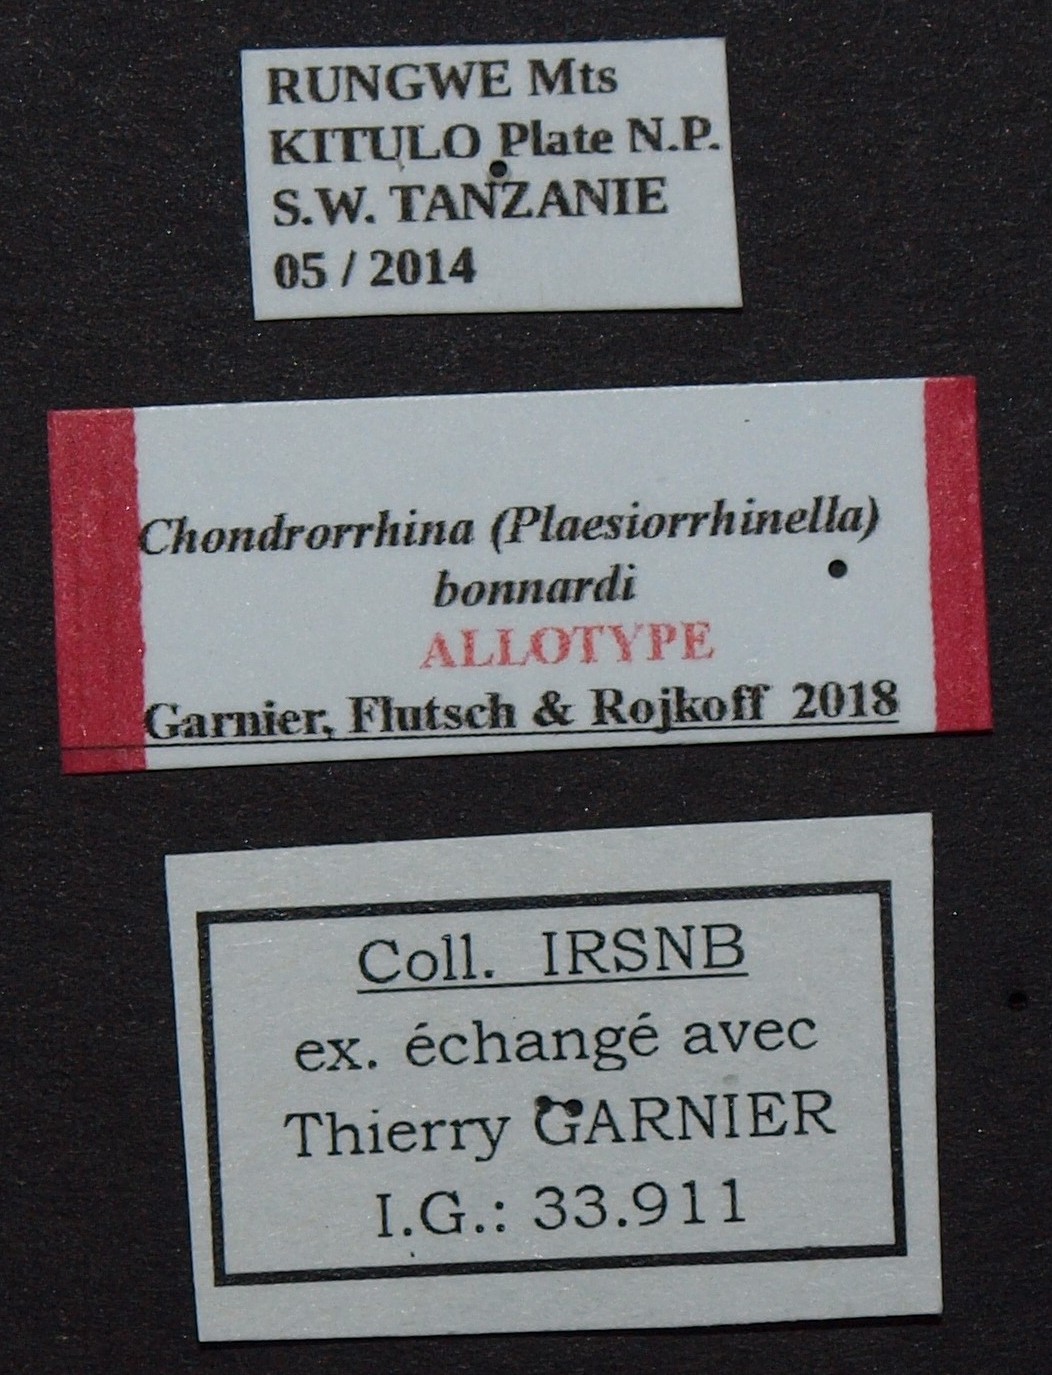 RUNGWE Mts
KITULO Plate N.P.
S.W. TANZANIE
05 / 2014
Chondrorrhina (Plaesiorrhinella)
bonnardi
ALLOTYPE
Garnier, Flutsch & Rojkoff 2018
Coll. IRSNB
ex. échangé avec
Thierry GARNIER
I.G.: 33.911